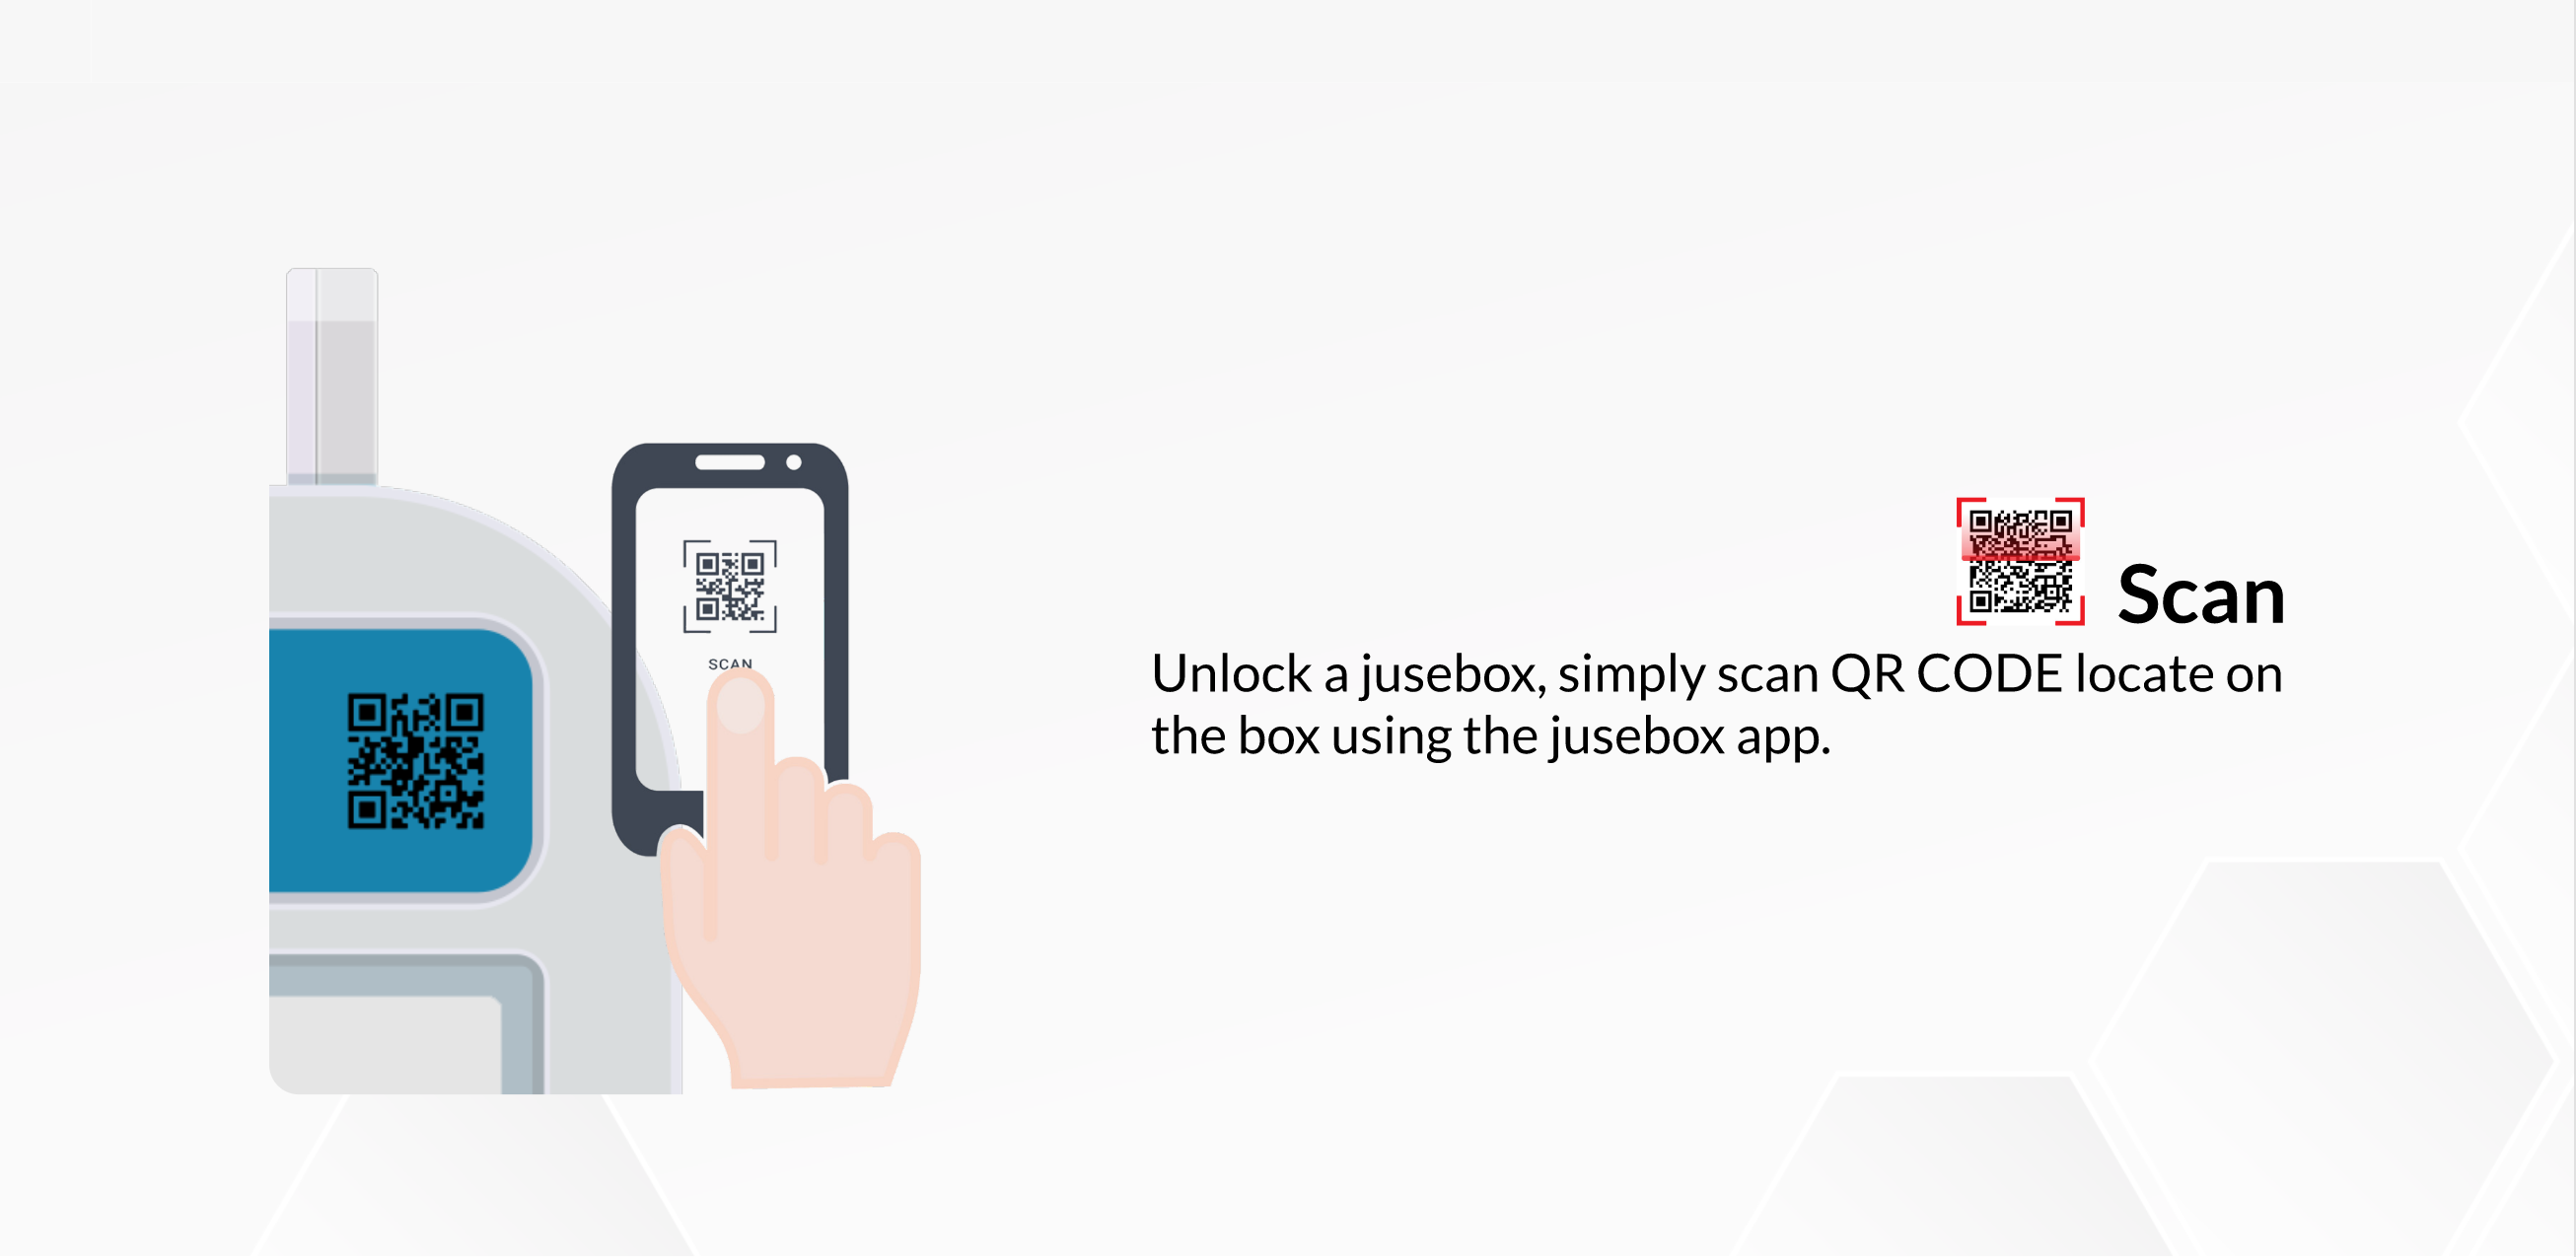 SCAN
Scan
Unlock a jusebox, simply scan QR CODE locate on
the box using the jusebox app.